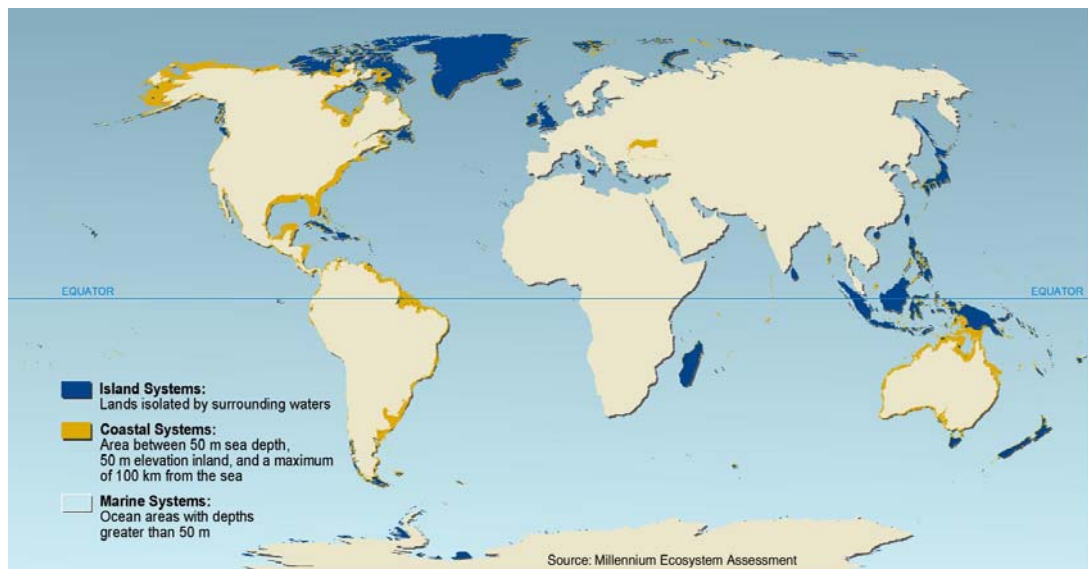 EQUATOR
EQUATOR
Island Systems:
Lands isolated by surrounding waters
Coastal Systems:
Area between 50 m sea depth,
50 m elevation inland, and a maximum
of 100 km from the sea
Marine Systems:
Ocean areas with depths
greater than 50 m
Source: Millennium Ecosystem Assessment